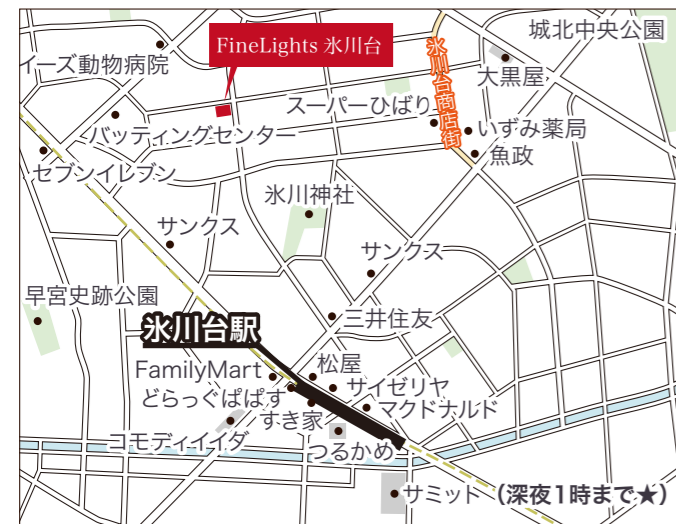 城北中央公園
FineLights 氷川台
イーズ動物病院
大黒屋
氷川台商店街
スーパーひばり
バッティングセンター
いずみ薬局
魚政
セブンイレブン
氷川神社
サンクス
サンクス
早宮史跡公園
三井住友
氷川台駅
FamilyMart
松屋
どらっぐぱぱす
サイゼリヤ
すき家
マクドナルド
コモディイイダ
つるかめ
サミット（深夜1時まで★）